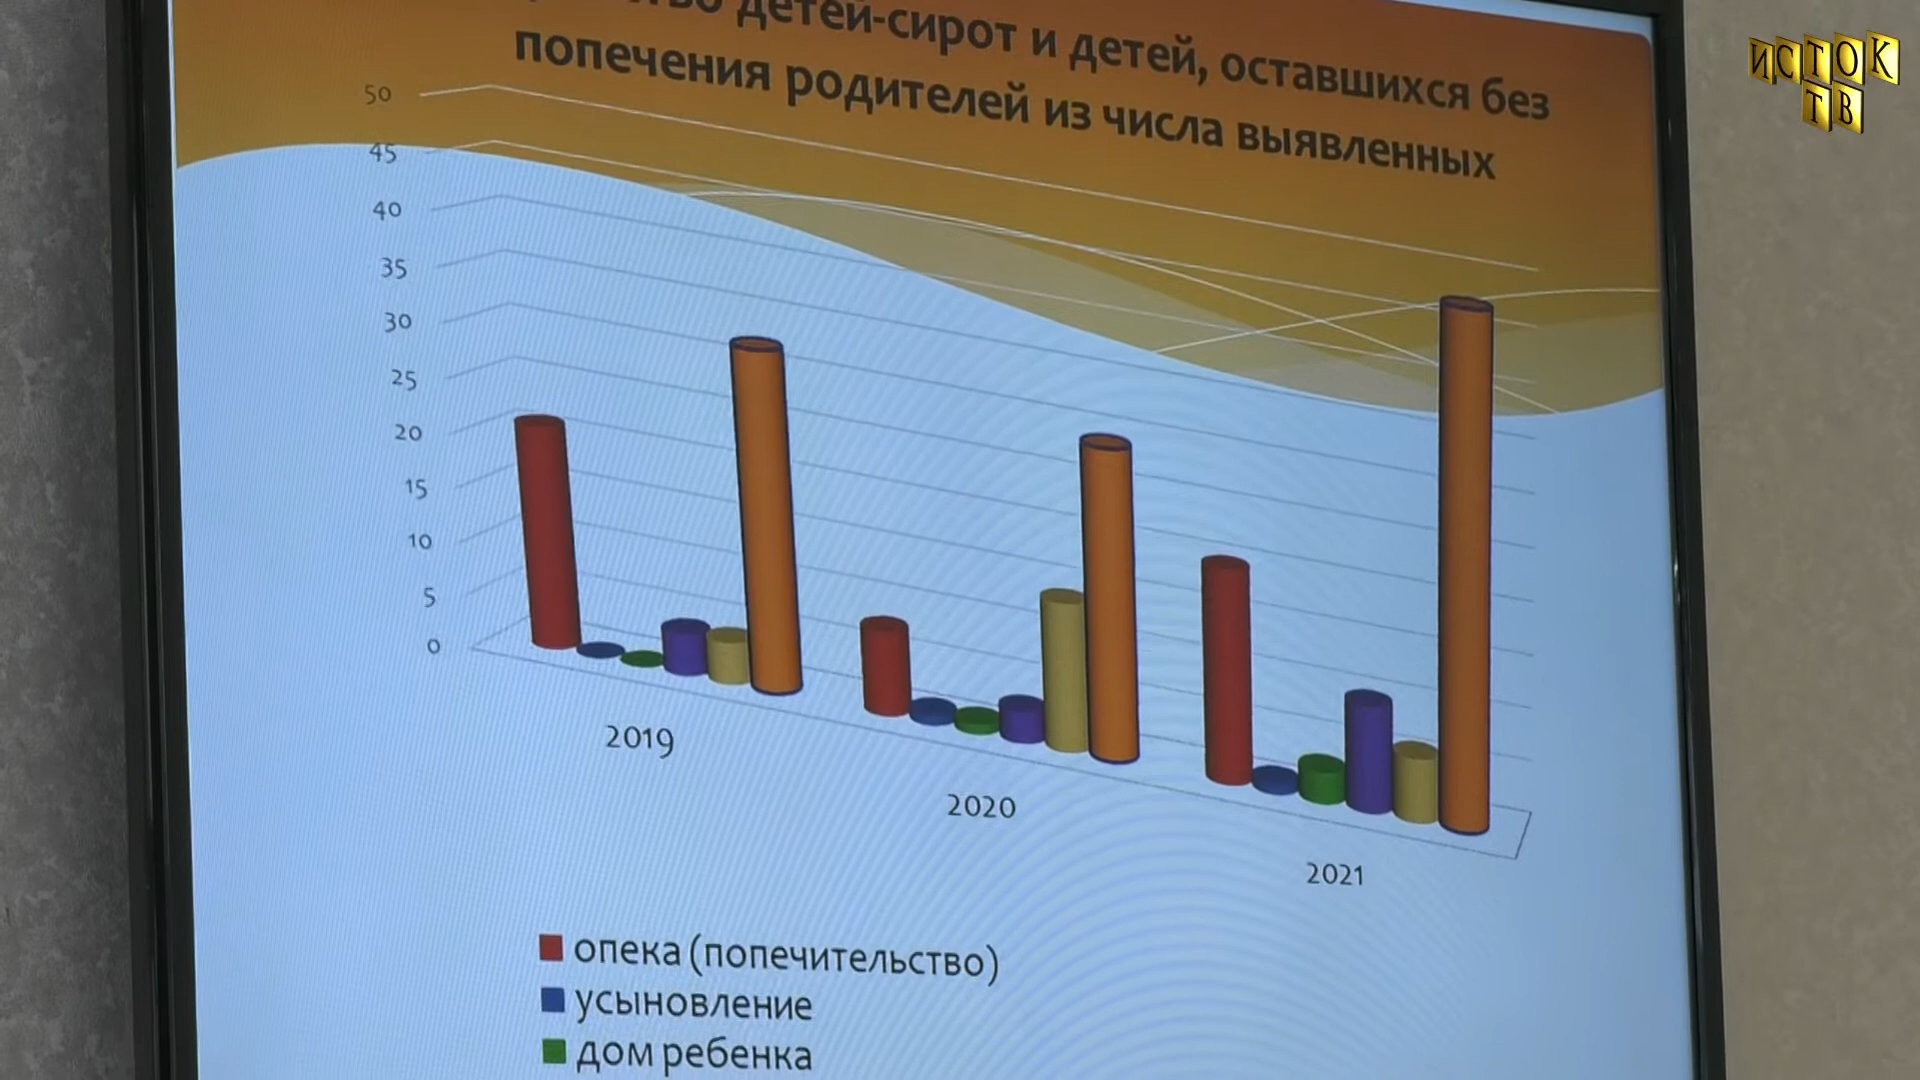 детей-сирот и детей, оставшихся без
попечения родителей из числа выявленных
ИСТОК
ТВ
50
45
40
35
30
25
20
15
10
5
0
2019
2020
2021
опека (попечительство)
усыновление
дом ребенка